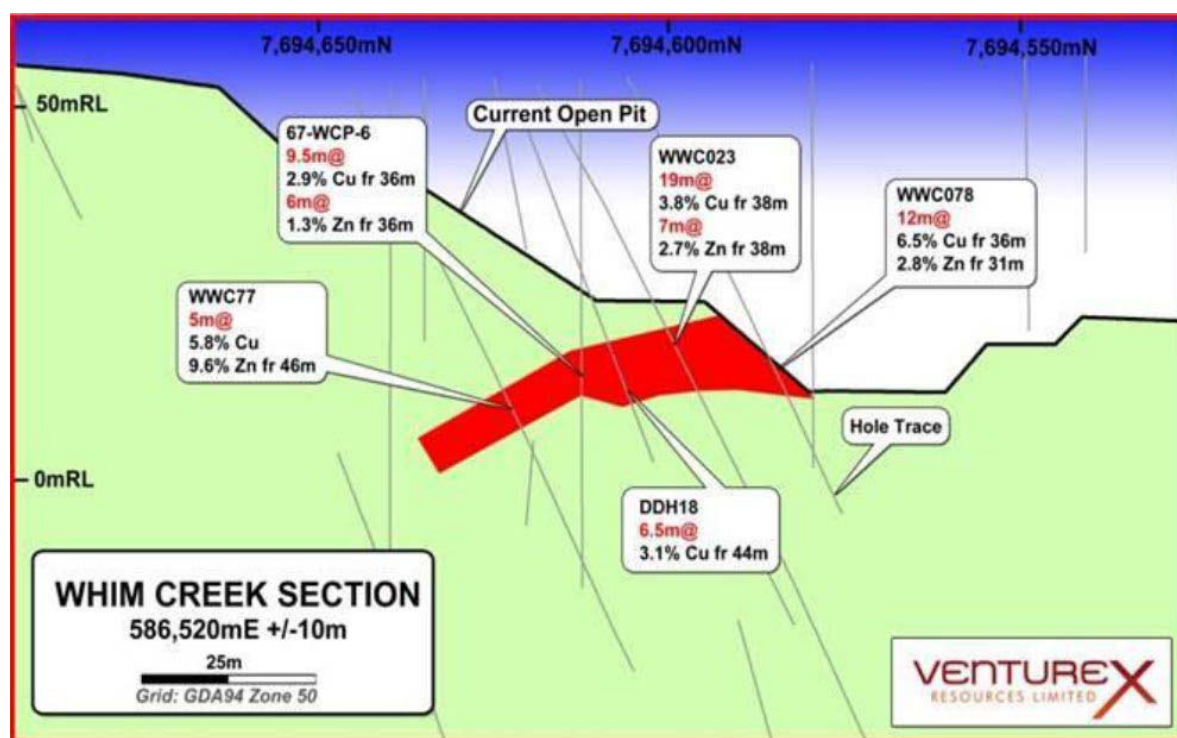 7,694,650mN
7,694,600mN
7,694,550mN
50mRL
Current Open Pit
67-WCP-6
9.5m@
2.9% Cu fr 36m
6m@
1.3% Zn fr 36m
WWC023
19m@
3.8% Cu fr 38m
7m@
2.7% Zn fr 38m
WWC078
12m@
6.5% Cu fr 36m
2.8% Zn fr 31m
WWC77
5m@
5.8% Cu
9.6% Zn fr 46m
Hole Trace
0mRL
DDH18
6.5m@
3.1% Cu fr 44m
WHIM CREEK SECTION
586,520mE +/-10m
25m
Grid: GDA94 Zone 50
VENTUREX
RESOURCES LIMITED